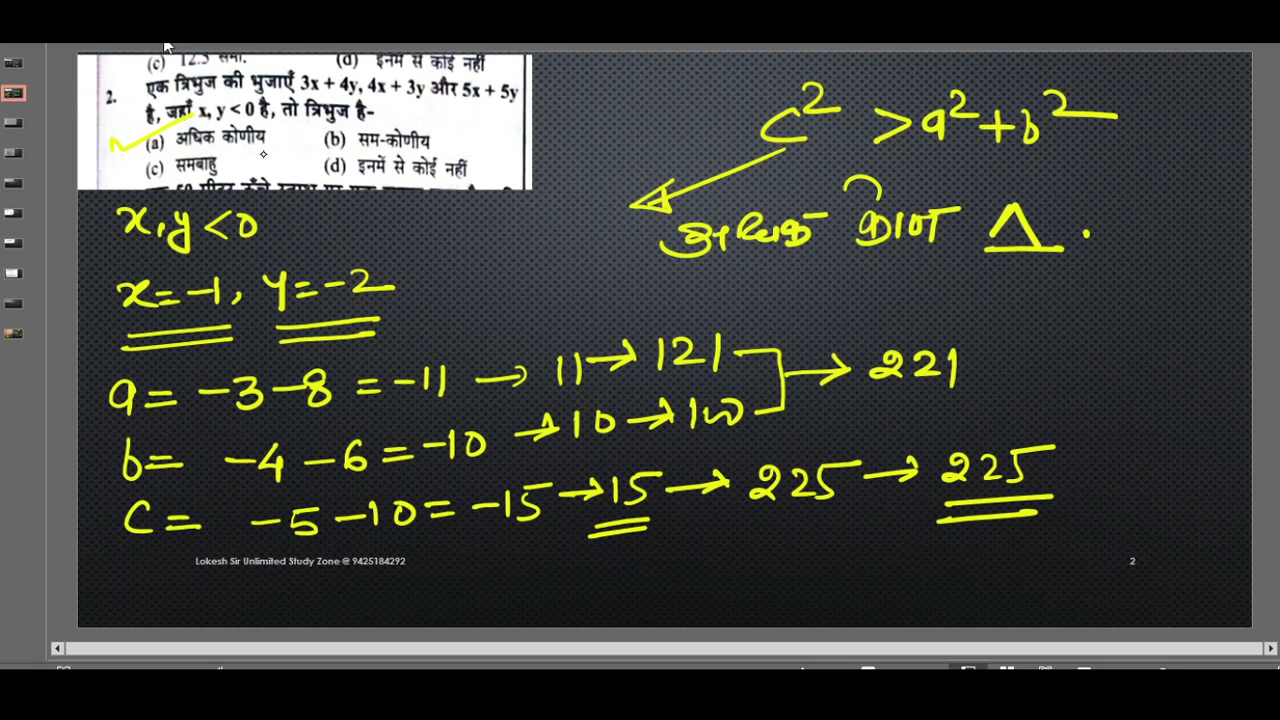 (c) 12.5 समी. (d) इनमें से कोई नहीं
2. एक त्रिभुज की भुजाएँ 3x + 4y, 4x + 3y और 5x + 5y
है, जहाँ x, y < 0 है, तो त्रिभुज है-
(a) अधिक कोणीय (b) सम-कोणीय
(c) समबाहु (d) इनमें से कोई नहीं
c² > a² + b²
अधिक कोण Δ.
x, y < 0
x = -1, y = -2
a = -3 - 8 = -11 → 11 → 121 → 221
b = -4 - 6 = -10 → 10 → 100
c = -5 - 10 = -15 → 15 → 225 → 225
Lokesh Sir Unlimited Study Zone @ 9425184292
2